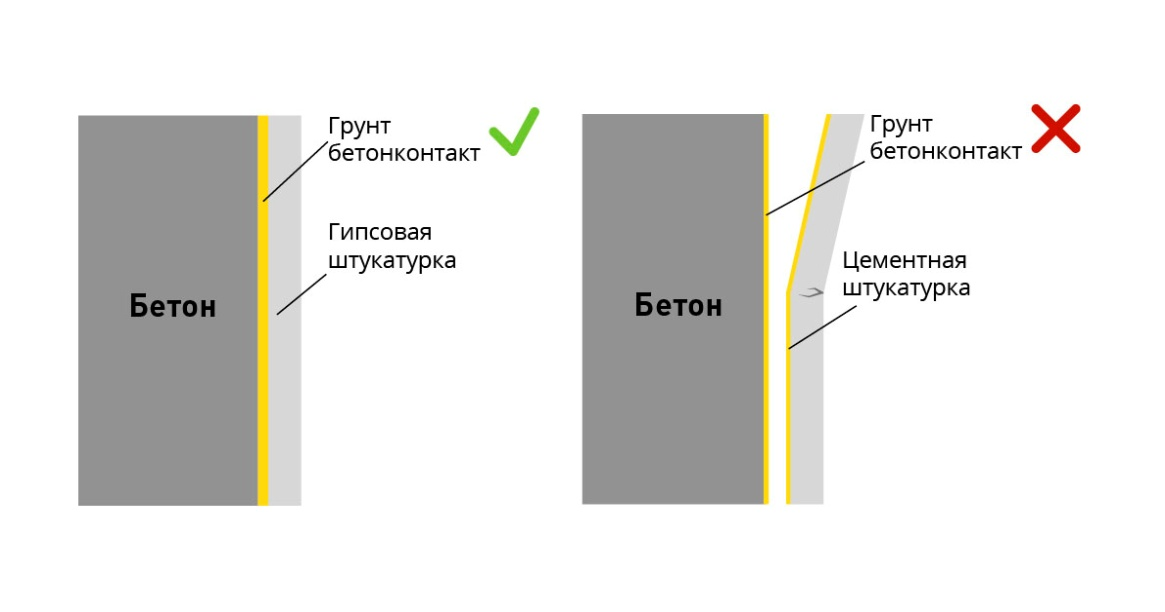 Грунт
бетонконтакт
Гипсовая
штукатурка
Бетон
Грунт
бетонконтакт
Цементная
штукатурка
Бетон